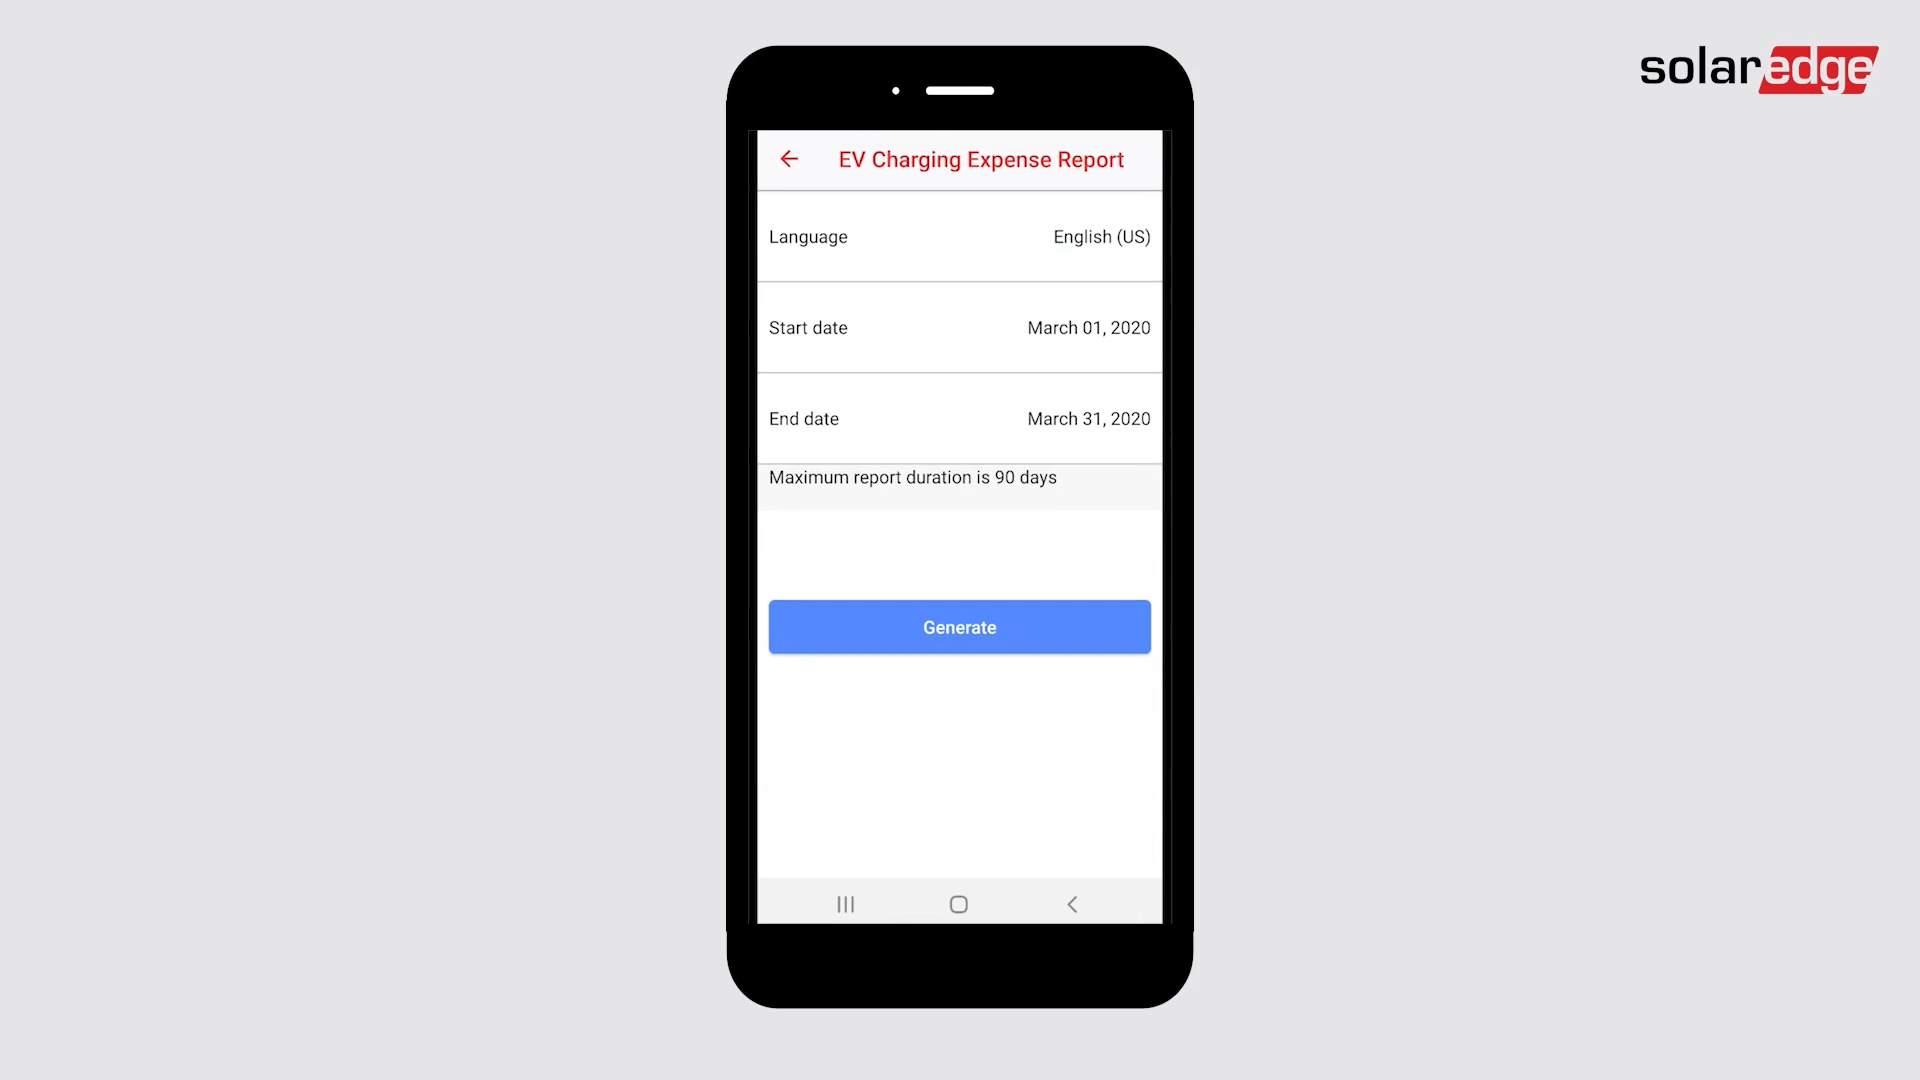 solaredge
EV Charging Expense Report
Language English (US)
Start date March 01, 2020
End date March 31, 2020
Maximum report duration is 90 days
Generate